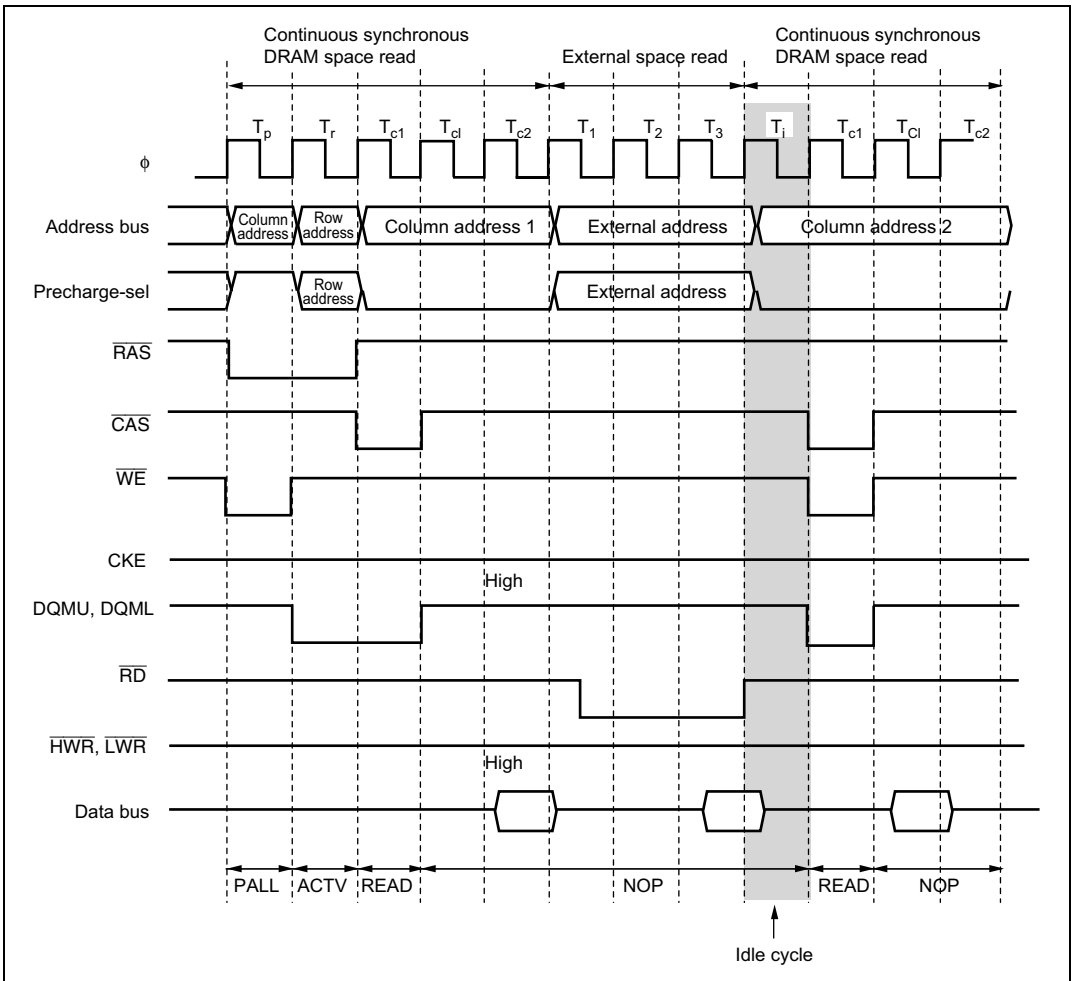 Continuous synchronous
DRAM space read
External space read
Continuous synchronous
DRAM space read
Tp Tr Tc1 Tcl Tc2 T1 T2 T3 Ti Tc1 TCl Tc2
ϕ
Address bus
Column address
Row address
Column address 1
External address
Column address 2
Precharge-sel
Row address
External address
RAS
CAS
WE
CKE
High
DQMU, DQML
RD
HWR, LWR
High
Data bus
PALL ACTV READ NOP READ NOP
Idle cycle